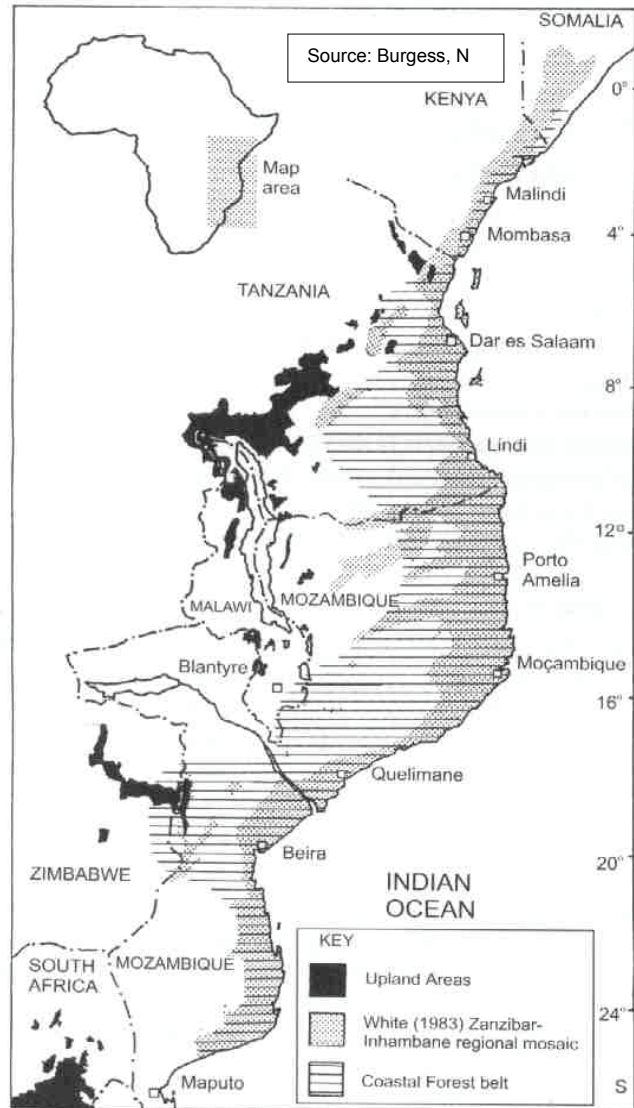 SOMALIA
Source: Burgess, N
KENYA
0°
Map
area
Malindi
4°
Mombasa
TANZANIA
Dar es Salaam
8°
Lindi
12°
Porto
Amelia
MALAWI
MOZAMBIQUE
Blantyre
Moçambique
16°
Quelimane
Beira
ZIMBABWE
20°
INDIAN
OCEAN
SOUTH
AFRICA
MOZAMBIQUE
KEY
Upland Areas
White (1983) Zanzibar-
Inhambane regional mosaic
24°
Coastal Forest belt
Maputo
S